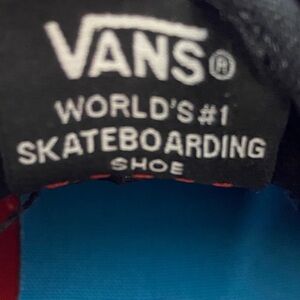 VANS®
WORLD'S #1
SKATEBOARDING
SHOE